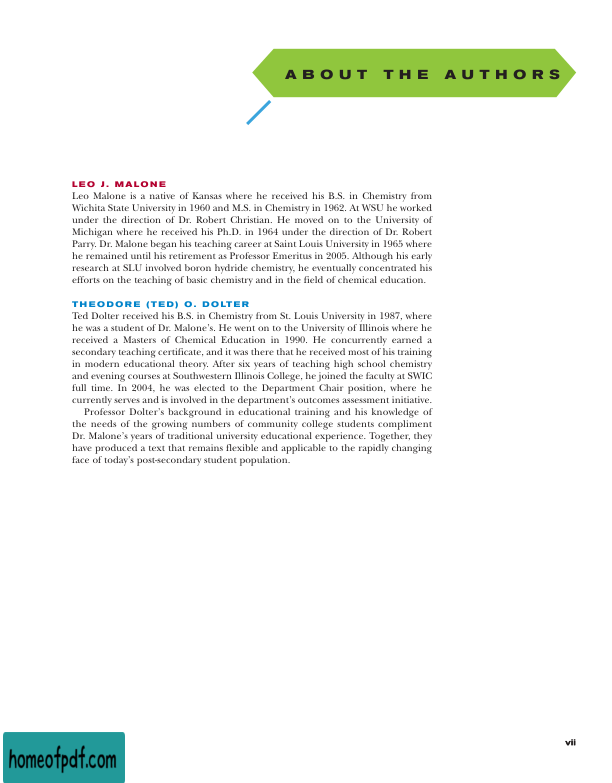 ABOUT THE AUTHORS
LEO J. MALONE
Leo Malone is a native of Kansas where he received his B.S. in Chemistry from
Wichita State University in 1960 and M.S. in Chemistry in 1962. At WSU he worked
under the direction of Dr. Robert Christian. He moved on to the University of
Michigan where he received his Ph.D. in 1964 under the direction of Dr. Robert
Parry. Dr. Malone began his teaching career at Saint Louis University in 1965 where
he remained until his retirement as Professor Emeritus in 2005. Although his early
research at SLU involved boron hydride chemistry, he eventually concentrated his
efforts on the teaching of basic chemistry and in the field of chemical education.
THEODORE (TED) O. DOLTER
Ted Dolter received his B.S. in Chemistry from St. Louis University in 1987, where
he was a student of Dr. Malone's. He went on to the University of Illinois where he
received a Masters of Chemical Education in 1990. He concurrently earned a
secondary teaching certificate, and it was there that he received most of his training
in modern educational theory. After six years of teaching high school chemistry
and evening courses at Southwestern Illinois College, he joined the faculty at SWIC
full time. In 2004, he was elected to the Department Chair position, where he
currently serves and is involved in the department's outcomes assessment initiative.
Professor Dolter's background in educational training and his knowledge of
the needs of the growing numbers of community college students compliment
Dr. Malone's years of traditional university educational experience. Together, they
have produced a text that remains flexible and applicable to the rapidly changing
face of today's post-secondary student population.
vii
homeofpdf.com